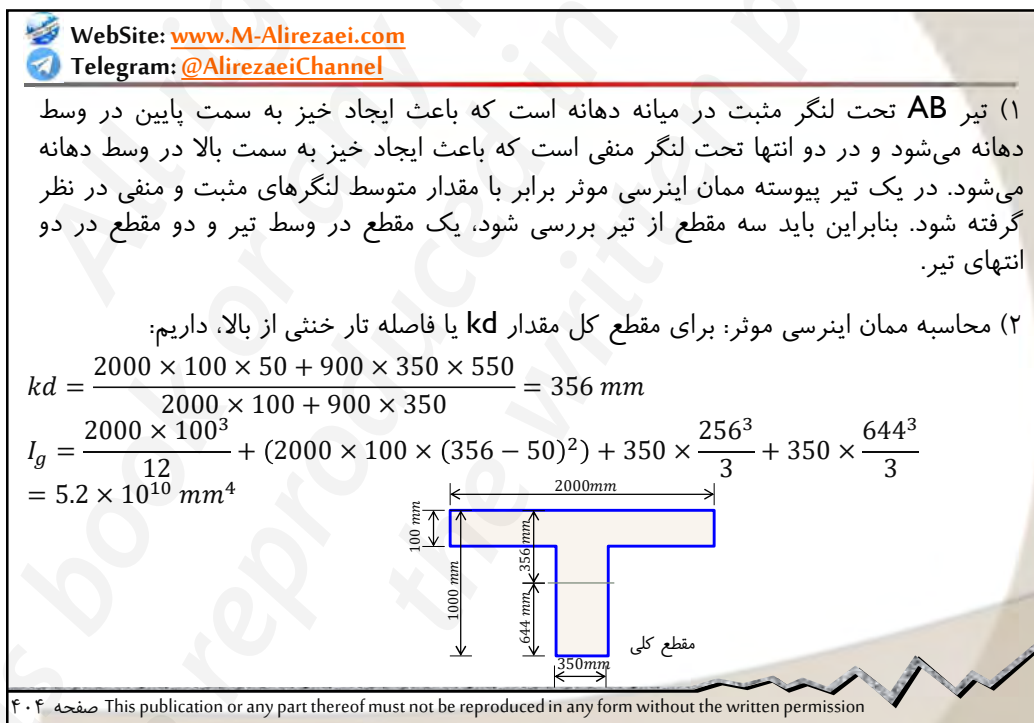 WebSite: www.M-Alirezaei.com
Telegram: @AlirezaeiChannel
۱) تیر AB تحت لنگر مثبت در میانه دهانه است که باعث ایجاد خیز به سمت پایین در وسط
دهانه می‌شود و در دو انتها تحت لنگر منفی است که باعث ایجاد خیز به سمت بالا در وسط دهانه
می‌شود. در یک تیر پیوسته ممان اینرسی موثر برابر با مقدار متوسط لنگرهای مثبت و منفی در نظر
گرفته شود. بنابراین باید سه مقطع از تیر بررسی شود، یک مقطع در وسط تیر و دو مقطع در دو
انتهای تیر.
۲) محاسبه ممان اینرسی موثر: برای مقطع کل مقدار kd یا فاصله تار خنثی از بالا، داریم:
kd = (2000 × 100 × 50 + 900 × 350 × 550) / (2000 × 100 + 900 × 350) = 356 mm
I_g = 2000 × 100³ / 12 + (2000 × 100 × (356 − 50)²) + 350 × 256³ / 3 + 350 × 644³ / 3
= 5.2 × 10¹⁰ mm⁴
2000mm
100 mm
1000 mm
356 mm
644 mm
350mm
مقطع کلی
صفحه ۴۰۴ This publication or any part thereof must not be reproduced in any form without the written permission